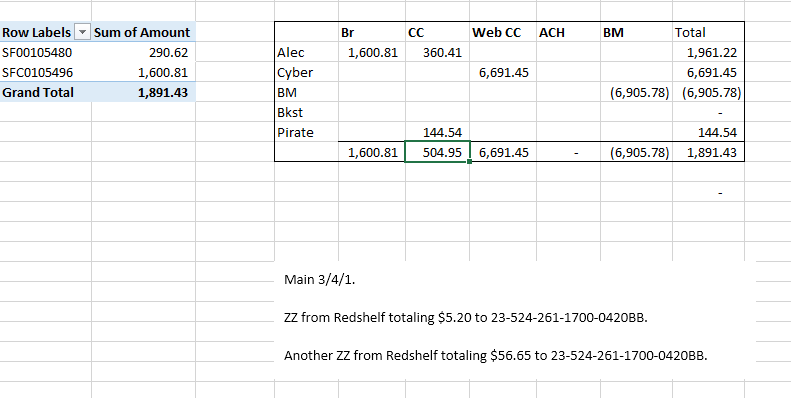 Row Labels Sum of Amount
SF00105480 290.62
SFC0105496 1,600.81
Grand Total 1,891.43
Br CC Web CC ACH BM Total
Alec 1,600.81 360.41 1,961.22
Cyber 6,691.45 6,691.45
BM (6,905.78) (6,905.78)
Bkst -
Pirate 144.54 144.54
1,600.81 504.95 6,691.45 - (6,905.78) 1,891.43
-
Main 3/4/1.
ZZ from Redshelf totaling $5.20 to 23-524-261-1700-0420BB.
Another ZZ from Redshelf totaling $56.65 to 23-524-261-1700-0420BB.